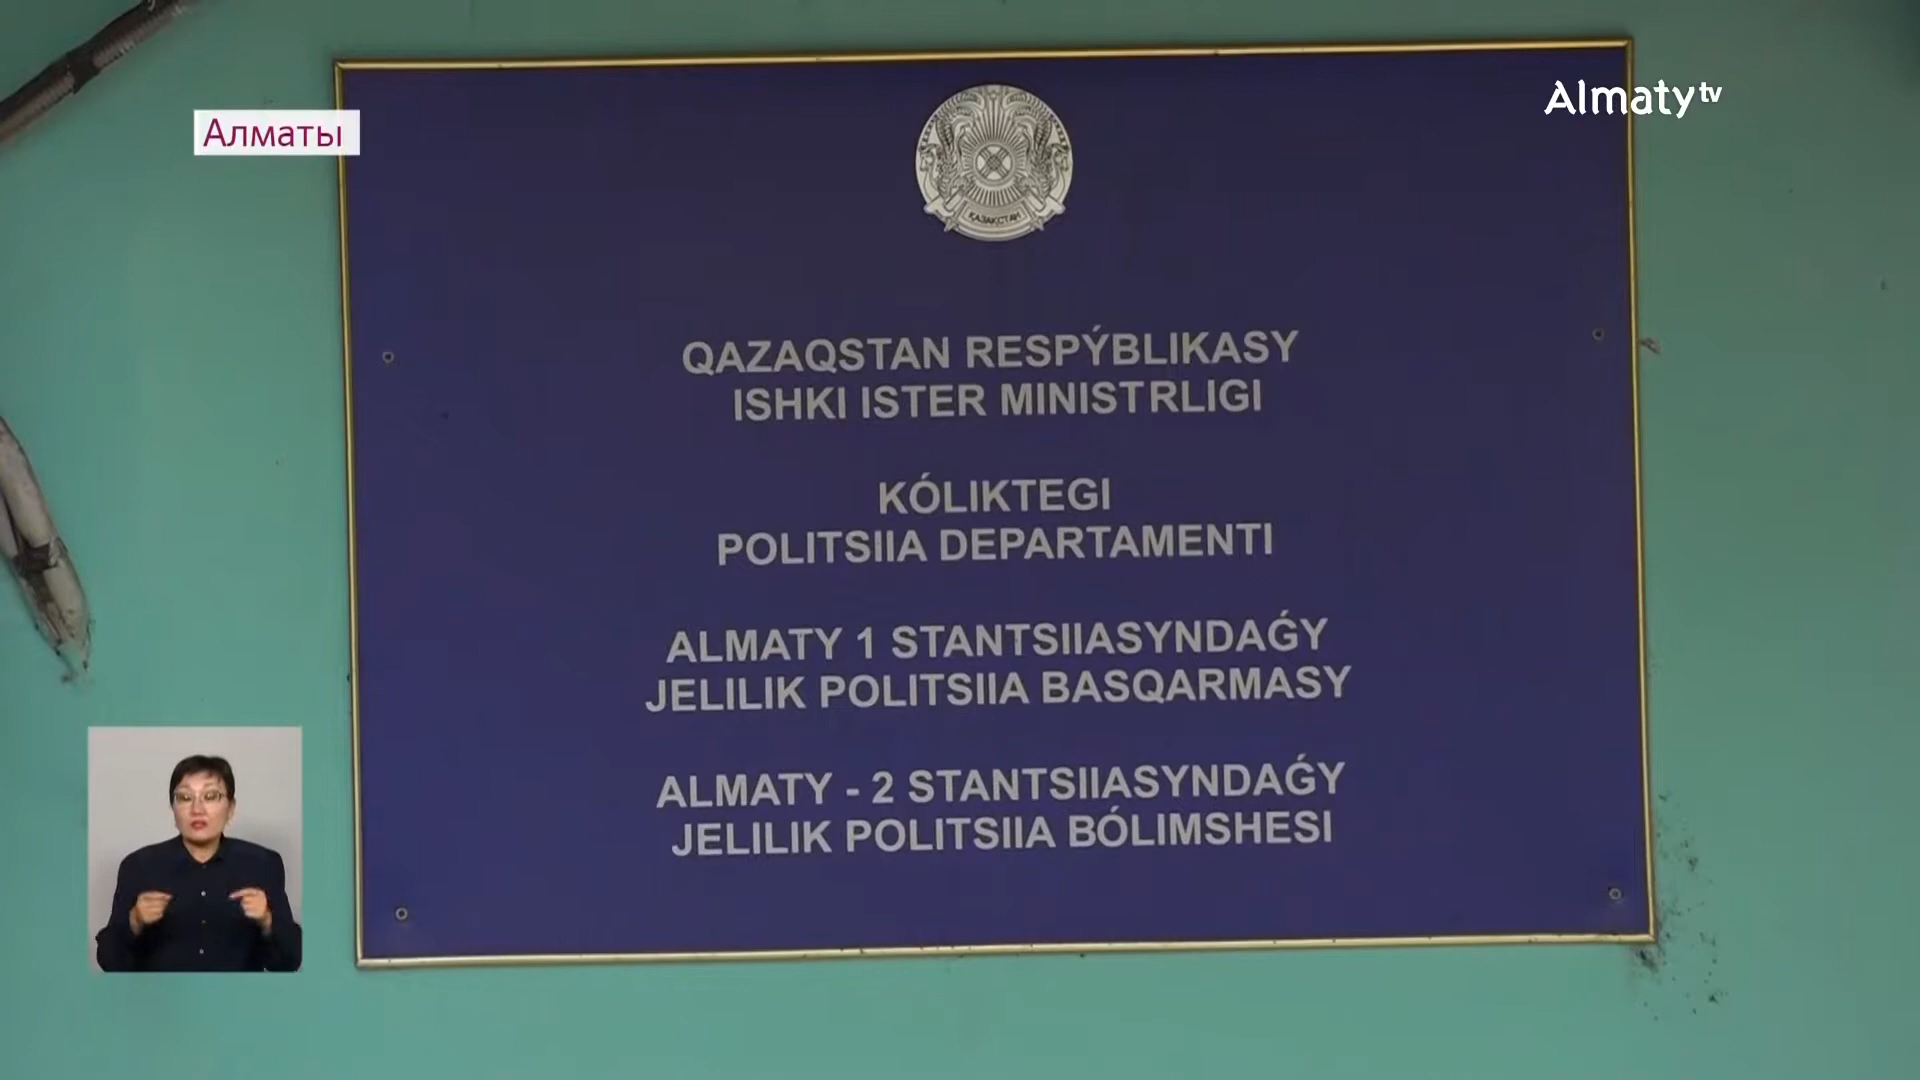 Алматы
Almaty tv
ҚАЗАҚСТАН
QAZAQSTAN RESPÝBLIKASY
ISHKI ISTER MINISTRLIGI
KÓLIKTEGI
POLITSIIA DEPARTAMENTI
ALMATY 1 STANTSIIASYNDAǴY
JELILIK POLITSIIA BASQARMASY
ALMATY - 2 STANTSIIASYNDAǴY
JELILIK POLITSIIA BÓLIMSHESI